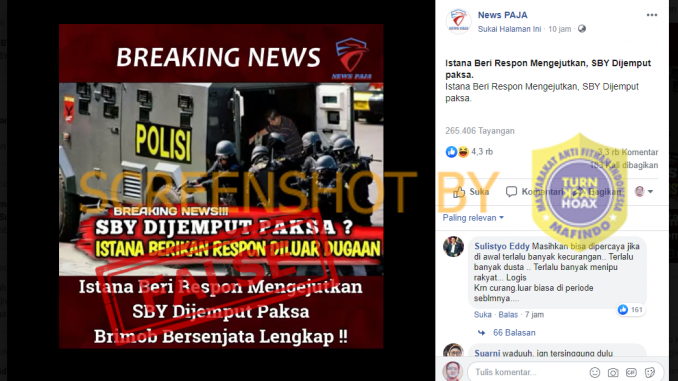 BREAKING NEWS
NEWS PAJA
POLISI
BREAKING NEWS!!!
SBY DIJEMPUT PAKSA ?
ISTANA BERIKAN RESPON DILUAR DUGAAN
FALSE
Istana Beri Respon Mengejutkan
SBY Dijemput Paksa
Brimob Bersenjata Lengkap !!
SCREENSHOT BY
MASYARAKAT ANTI FITNAH INDONESIA
TURN
HOAX
MAFINDO
News PAJA
Sukai Halaman Ini · 10 jam ·
Istana Beri Respon Mengejutkan, SBY Dijemput
paksa.
Istana Beri Respon Mengejutkan, SBY Dijemput
paksa.
265.406 Tayangan
4,3 rb
3,3 rb Komentar
Kali dibagikan
Suka
Komentari
Bagikan
Paling relevan
Sulistyo Eddy Masihkan bisa dipercaya jika
di awal terlalu banyak kecurangan.. Terlalu
banyak dusta .. Terlalu banyak menipu
rakyat... Logis
Krn curang.luar biasa di periode
seblmnya....
161
Suka · Balas · 7 jam
66 Balasan
Suarni waduuh, jgn tersinggung dulu
Tulis komentar...
GIF